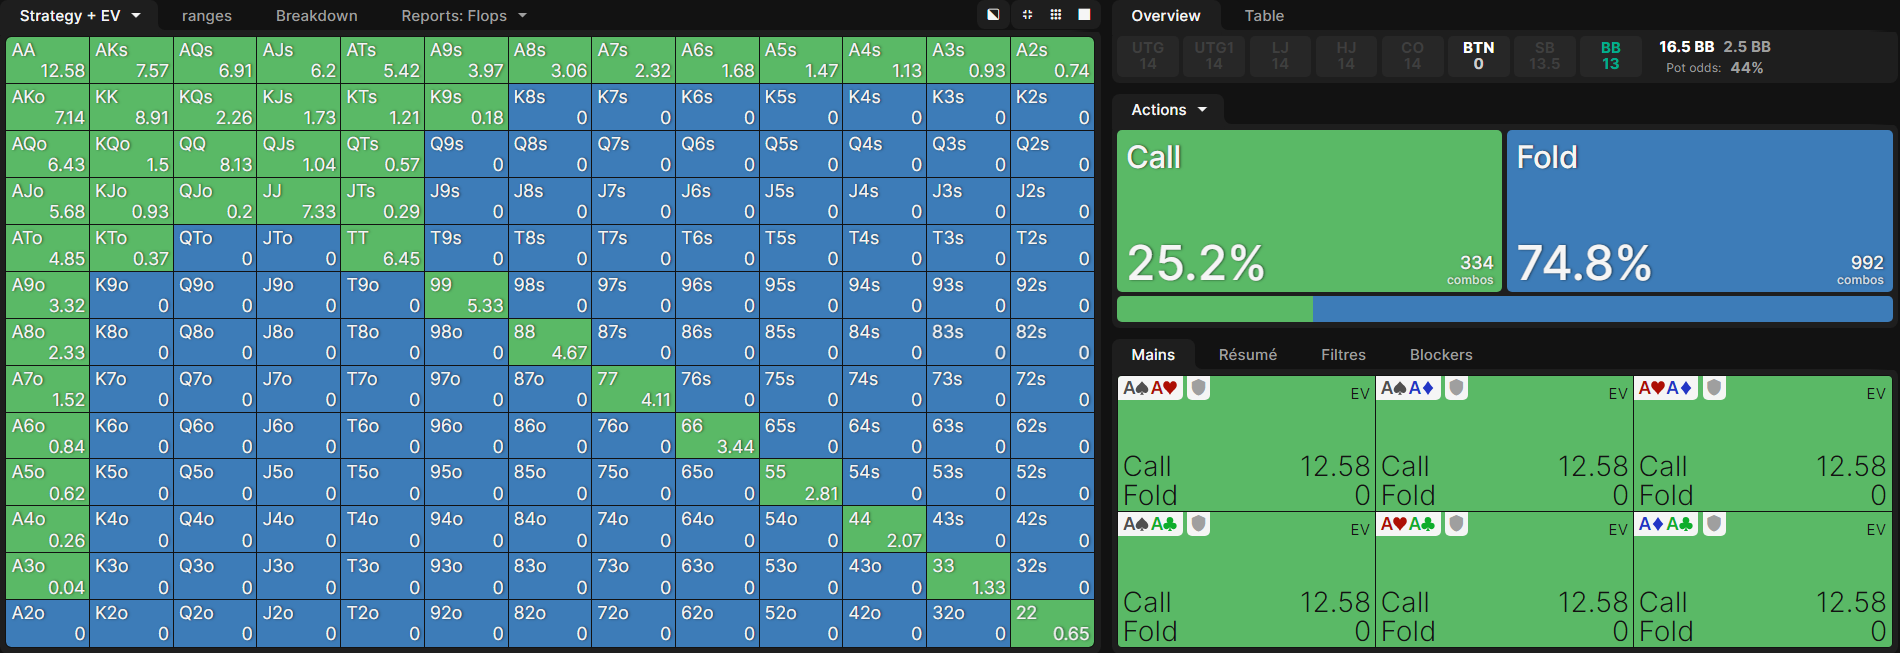 Strategy + EV ranges Breakdown Reports: Flops
AA AKs AQs AJs ATs A9s A8s A7s A6s A5s A4s A3s A2s
12.58 7.57 6.91 6.2 5.42 3.97 3.06 2.32 1.68 1.47 1.13 0.93 0.74
AKo KK KQs KJs KTs K9s K8s K7s K6s K5s K4s K3s K2s
7.14 8.91 2.26 1.73 1.21 0.18 0 0 0 0 0 0 0
AQo KQo QQ QJs QTs Q9s Q8s Q7s Q6s Q5s Q4s Q3s Q2s
6.43 1.5 8.13 1.04 0.57 0 0 0 0 0 0 0 0
AJo KJo QJo JJ JTs J9s J8s J7s J6s J5s J4s J3s J2s
5.68 0.93 0.2 7.33 0.29 0 0 0 0 0 0 0 0
ATo KTo QTo JTo TT T9s T8s T7s T6s T5s T4s T3s T2s
4.85 0.37 0 0 6.45 0 0 0 0 0 0 0 0
A9o K9o Q9o J9o T9o 99 98s 97s 96s 95s 94s 93s 92s
3.32 0 0 0 0 5.33 0 0 0 0 0 0 0
A8o K8o Q8o J8o T8o 98o 88 87s 86s 85s 84s 83s 82s
2.33 0 0 0 0 0 4.67 0 0 0 0 0 0
A7o K7o Q7o J7o T7o 97o 87o 77 76s 75s 74s 73s 72s
1.52 0 0 0 0 0 0 4.11 0 0 0 0 0
A6o K6o Q6o J6o T6o 96o 86o 76o 66 65s 64s 63s 62s
0.84 0 0 0 0 0 0 0 3.44 0 0 0 0
A5o K5o Q5o J5o T5o 95o 85o 75o 65o 55 54s 53s 52s
0.62 0 0 0 0 0 0 0 0 2.81 0 0 0
A4o K4o Q4o J4o T4o 94o 84o 74o 64o 54o 44 43s 42s
0.26 0 0 0 0 0 0 0 0 0 2.07 0 0
A3o K3o Q3o J3o T3o 93o 83o 73o 63o 53o 43o 33 32s
0.04 0 0 0 0 0 0 0 0 0 0 1.33 0
A2o K2o Q2o J2o T2o 92o 82o 72o 62o 52o 42o 32o 22
0 0 0 0 0 0 0 0 0 0 0 0 0.65
Overview Table
UTG UTG1 LJ HJ CO BTN SB BB
14 14 14 14 14 0 13.5 13
16.5 BB 2.5 BB
Pot odds: 44%
Actions
Call Fold
25.2% 334 combos 74.8% 992 combos
Mains Résumé Filtres Blockers
A♠A♥ EV A♠A♦ EV A♥A♦ EV
Call 12.58 Call 12.58 Call 12.58
Fold 0 Fold 0 Fold 0
A♠A♣ EV A♥A♣ EV A♦A♣ EV
Call 12.58 Call 12.58 Call 12.58
Fold 0 Fold 0 Fold 0